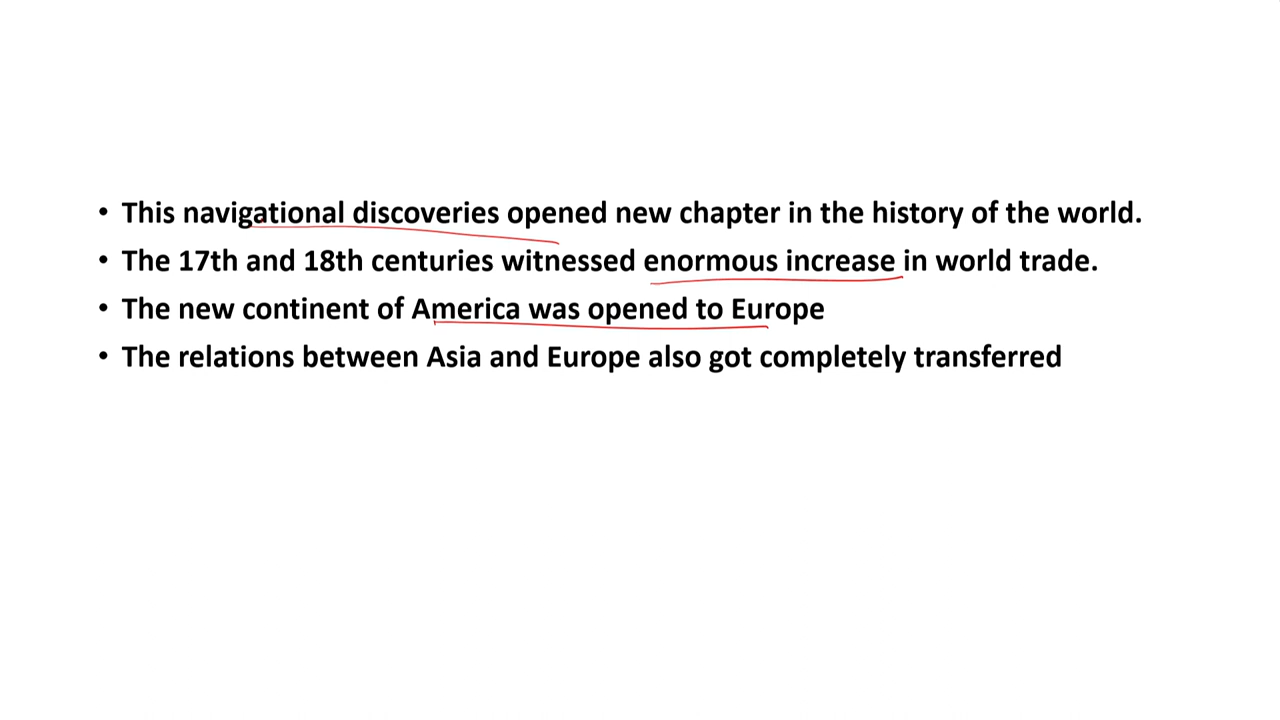 • This navigational discoveries opened new chapter in the history of the world.
• The 17th and 18th centuries witnessed enormous increase in world trade.
• The new continent of America was opened to Europe
• The relations between Asia and Europe also got completely transferred